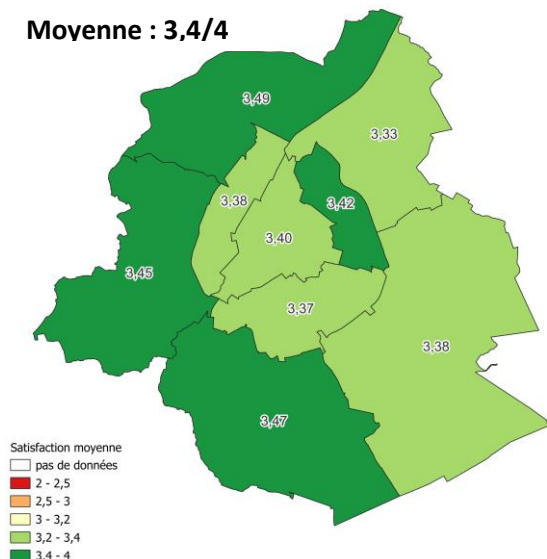 Moyenne : 3,4/4
3,49
3,33
3,38
3,42
3,40
3,45
3,37
3,38
3,47
Satisfaction moyenne
pas de données
2 - 2,5
2,5 - 3
3 - 3,2
3,2 - 3,4
3,4 - 4